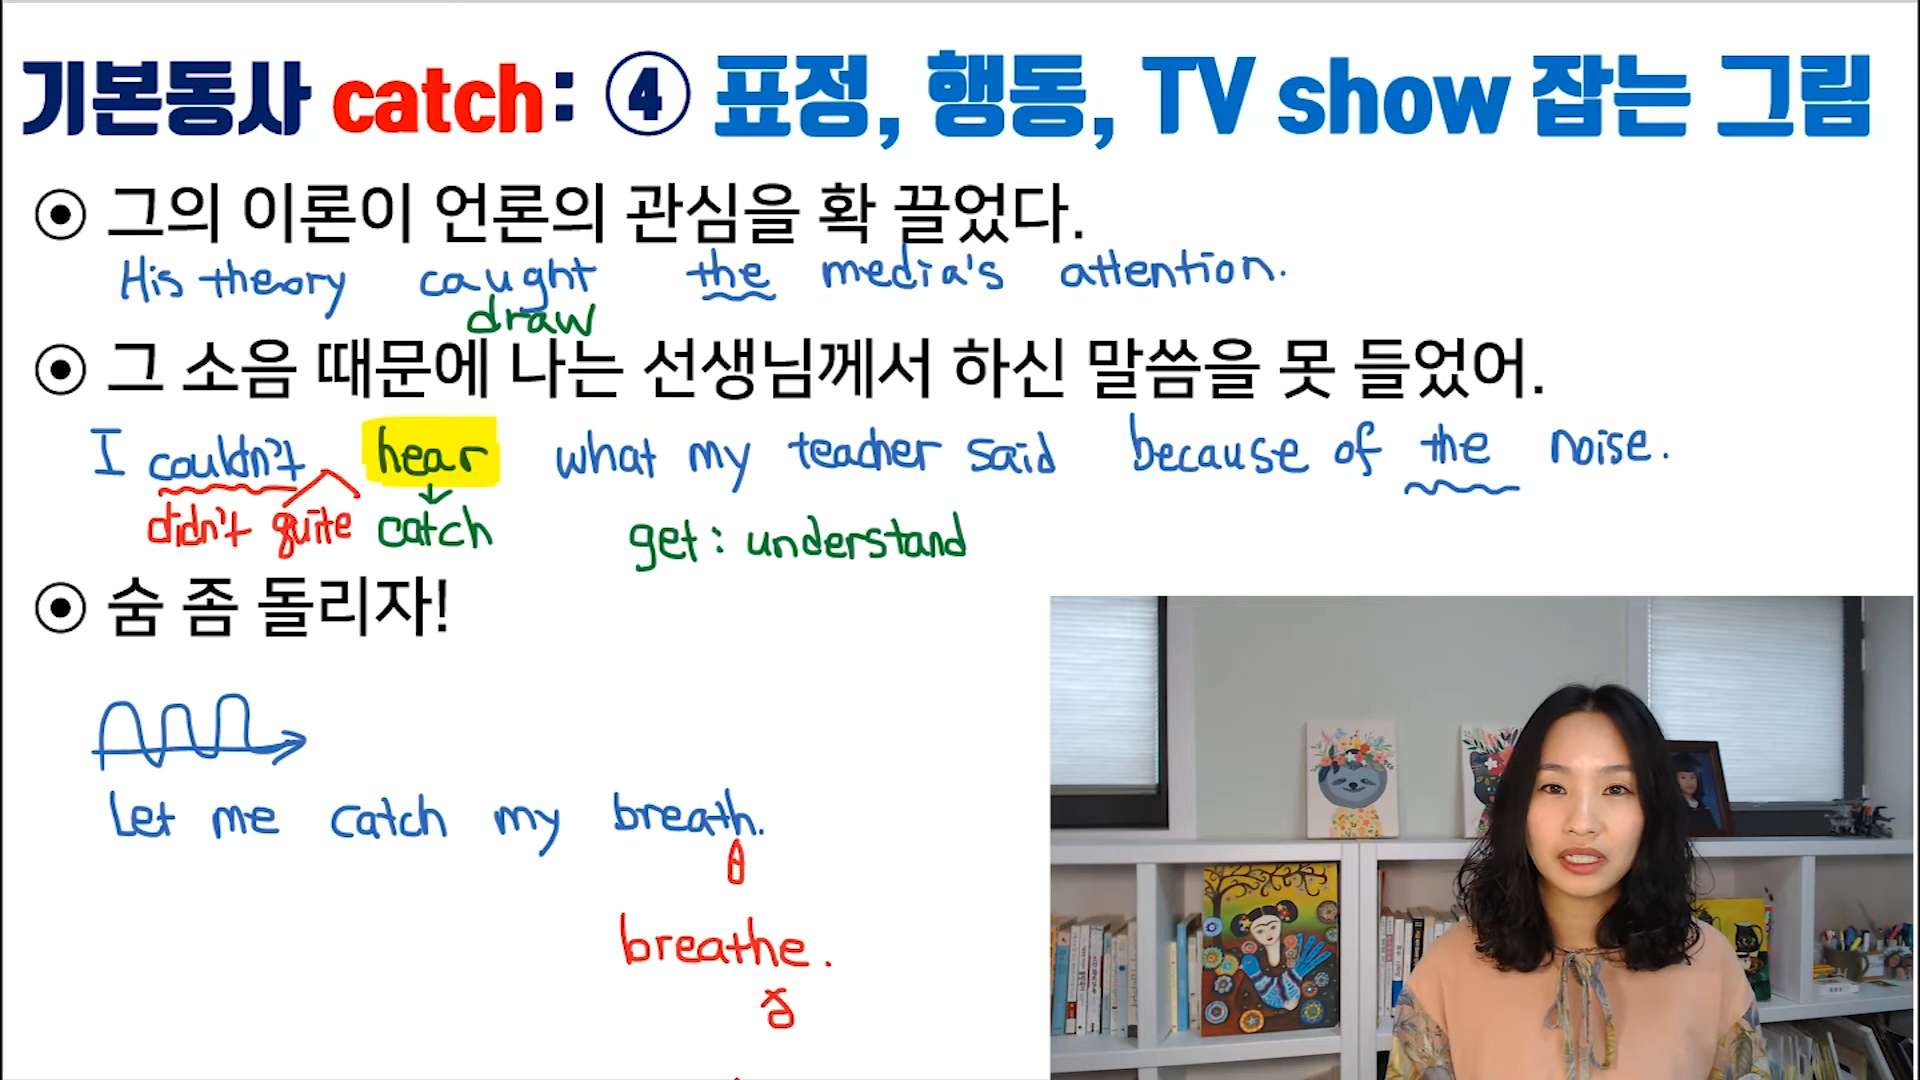 기본동사 catch: ④ 표정, 행동, TV show 잡는 그림
⊙ 그의 이론이 언론의 관심을 확 끌었다.
His theory caught the media's attention.
draw
⊙ 그 소음 때문에 나는 선생님께서 하신 말씀을 못 들었어.
I couldn't hear what my teacher said because of the noise.
didn't quite catch get : understand
⊙ 숨 좀 돌리자!
Let me catch my breath.
θ
breathe.
ð